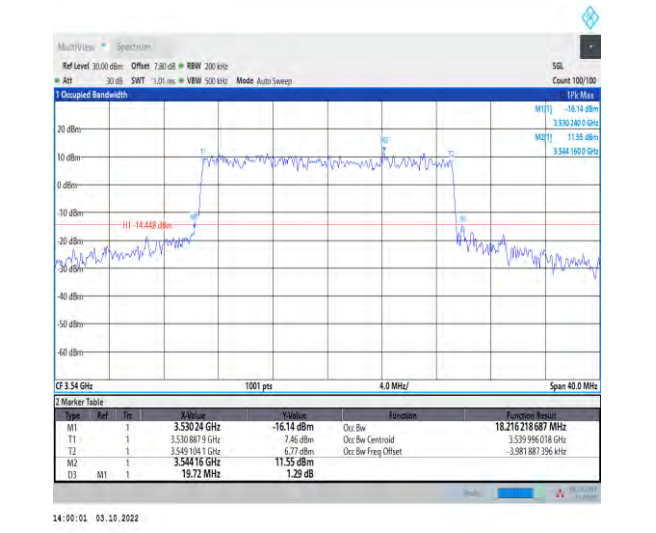 MultiView Spectrum
Ref Level 30.00 dBm Offset 7.80 dB RBW 200 kHz SGL
Att 30 dB SWT 1.01 ms VBW 500 kHz Mode Auto Sweep Count 100/100
1 Occupied Bandwidth 1Pk Max
M1[1] -16.14 dBm
3.530 240 0 GHz
M2[1] 11.55 dBm
3.544 160 0 GHz
20 dBm
T1 M2 T2
10 dBm
0 dBm
-10 dBm
H1 -14.448 dBm
-20 dBm
-30 dBm
-40 dBm
-50 dBm
-60 dBm
CF 3.54 GHz 1001 pts 4.0 MHz/ Span 40.0 MHz
2 Marker Table
Type Ref Trc X-Value Y-Value Function Function Result
M1 1 3.530 24 GHz -16.14 dBm Occ Bw 18.216 218 687 MHz
T1 1 3.530 887 9 GHz 7.46 dBm Occ Bw Centroid 3.539 996 018 GHz
T2 1 3.549 104 1 GHz 6.77 dBm Occ Bw Freq Offset -3.981 887 396 kHz
M2 1 3.544 16 GHz 11.55 dBm
D3 M1 1 19.72 MHz 1.29 dB
14:00:01 03.10.2022